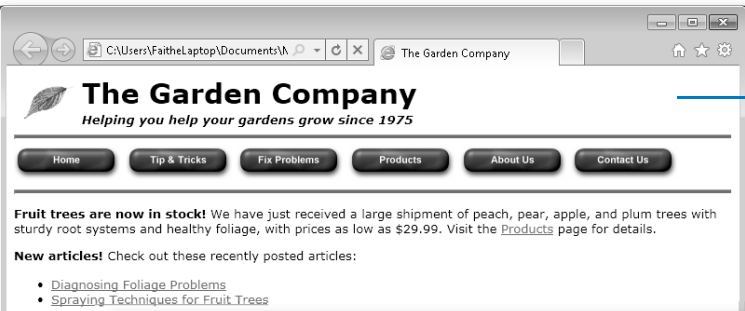 C:\Users\FaitheLaptop\Documents\
The Garden Company
The Garden Company
Helping you help your gardens grow since 1975
Home Tip & Tricks Fix Problems Products About Us Contact Us
Fruit trees are now in stock! We have just received a large shipment of peach, pear, apple, and plum trees with
sturdy root systems and healthy foliage, with prices as low as $29.99. Visit the Products page for details.
New articles! Check out these recently posted articles:
• Diagnosing Foliage Problems
• Spraying Techniques for Fruit Trees